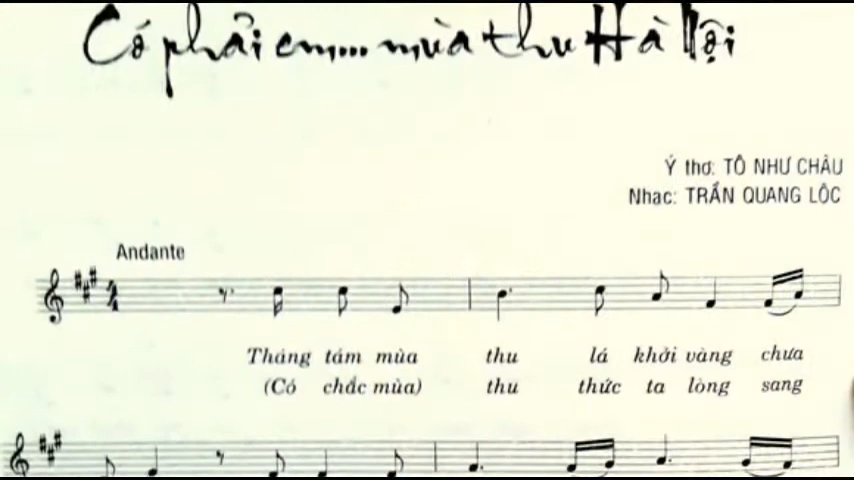 Có phải em... mùa thu Hà Nội
Ý thơ: TÔ NHƯ CHÂU
Nhạc: TRẦN QUANG LỘC
Andante
Tháng tám mùa thu lá khởi vàng chưa
(Có chắc mùa) thu thức ta lòng sang